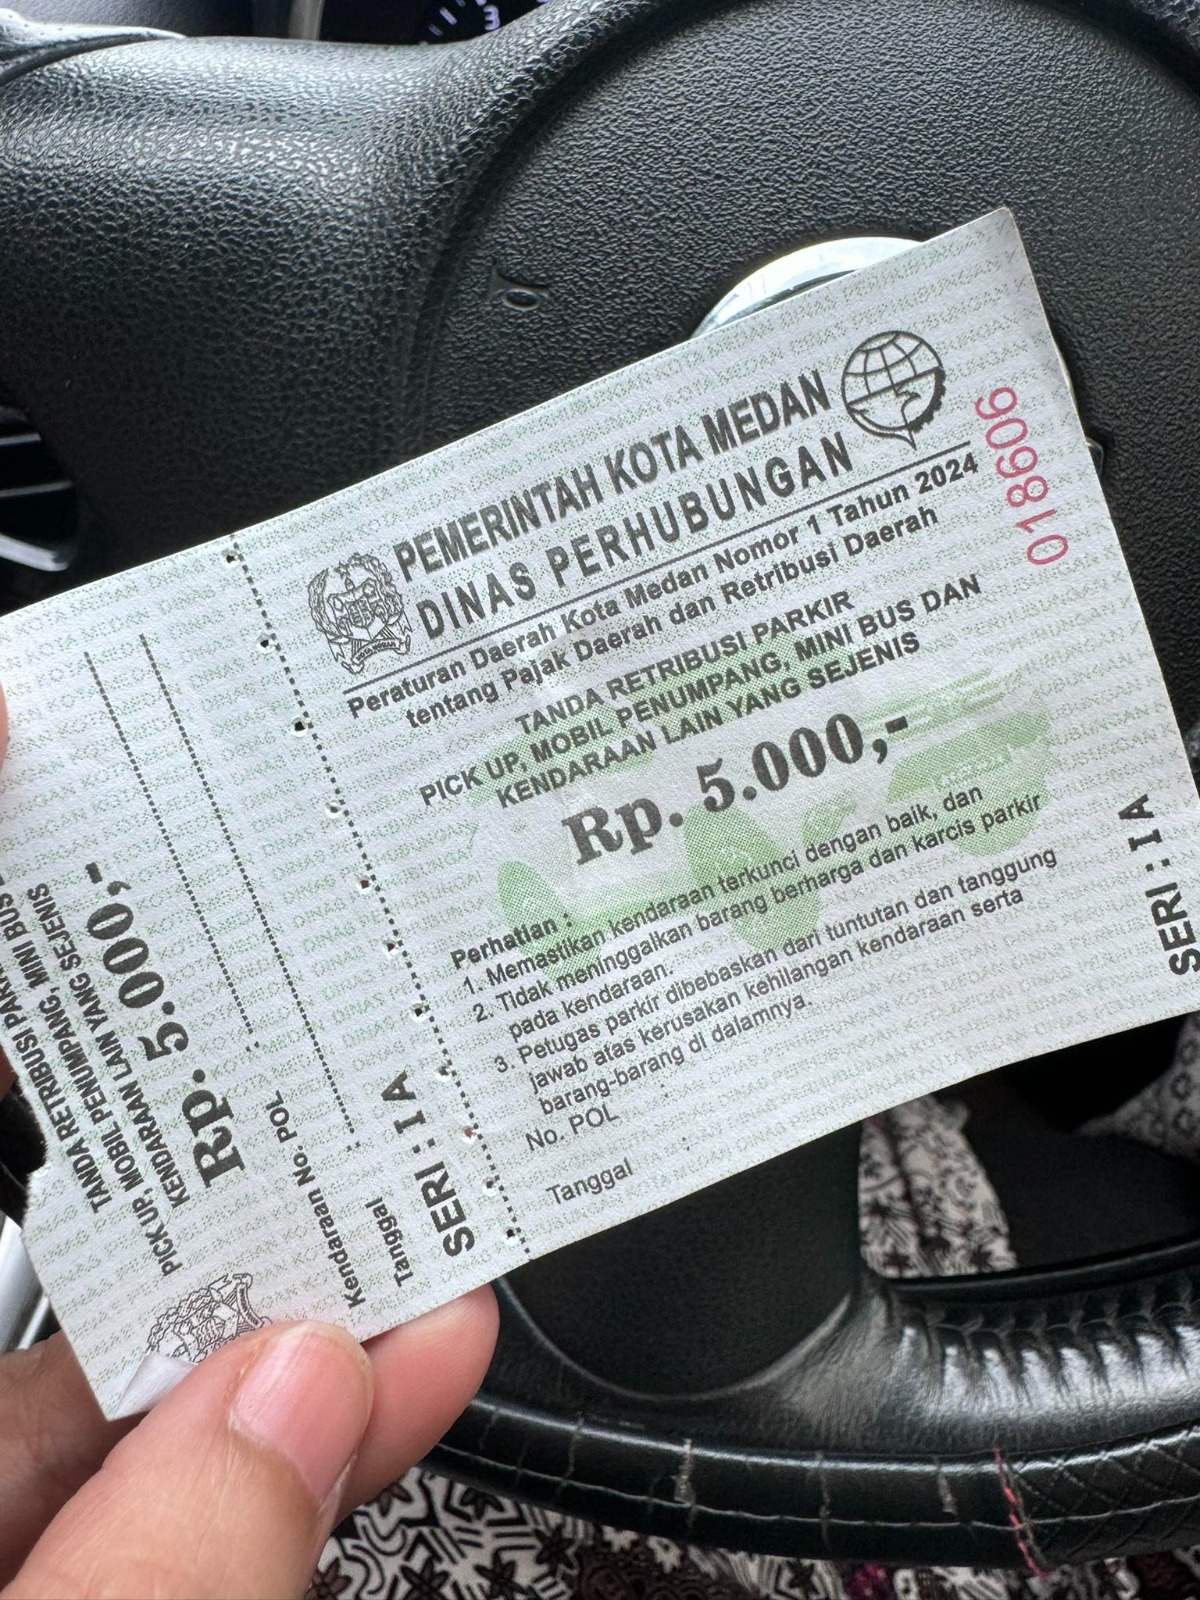 PEMERINTAH KOTA MEDAN
DINAS PERHUBUNGAN
Peraturan Daerah Kota Medan Nomor 1 Tahun 2024
tentang Pajak Daerah dan Retribusi Daerah
TANDA RETRIBUSI PARKIR
PICK UP, MOBIL PENUMPANG, MINI BUS DAN
KENDARAAN LAIN YANG SEJENIS
Rp. 5.000,-
Perhatian :
1. Memastikan kendaraan terkunci dengan baik, dan
2. Tidak meninggalkan barang berharga dan karcis parkir
pada kendaraan.
3. Petugas parkir dibebaskan dari tuntutan dan tanggung
jawab atas kerusakan kehilangan kendaraan serta
barang-barang di dalamnya.
No. POL :
Tanggal :
018606
SERI : IA
TANDA RETRIBUSI
PICK UP, MOBIL PENUMPANG, MINI BUS
KENDARAAN LAIN YANG SEJENIS
Rp. 5.000,-
Kendaraan No. POL :
Tanggal :
SERI : IA